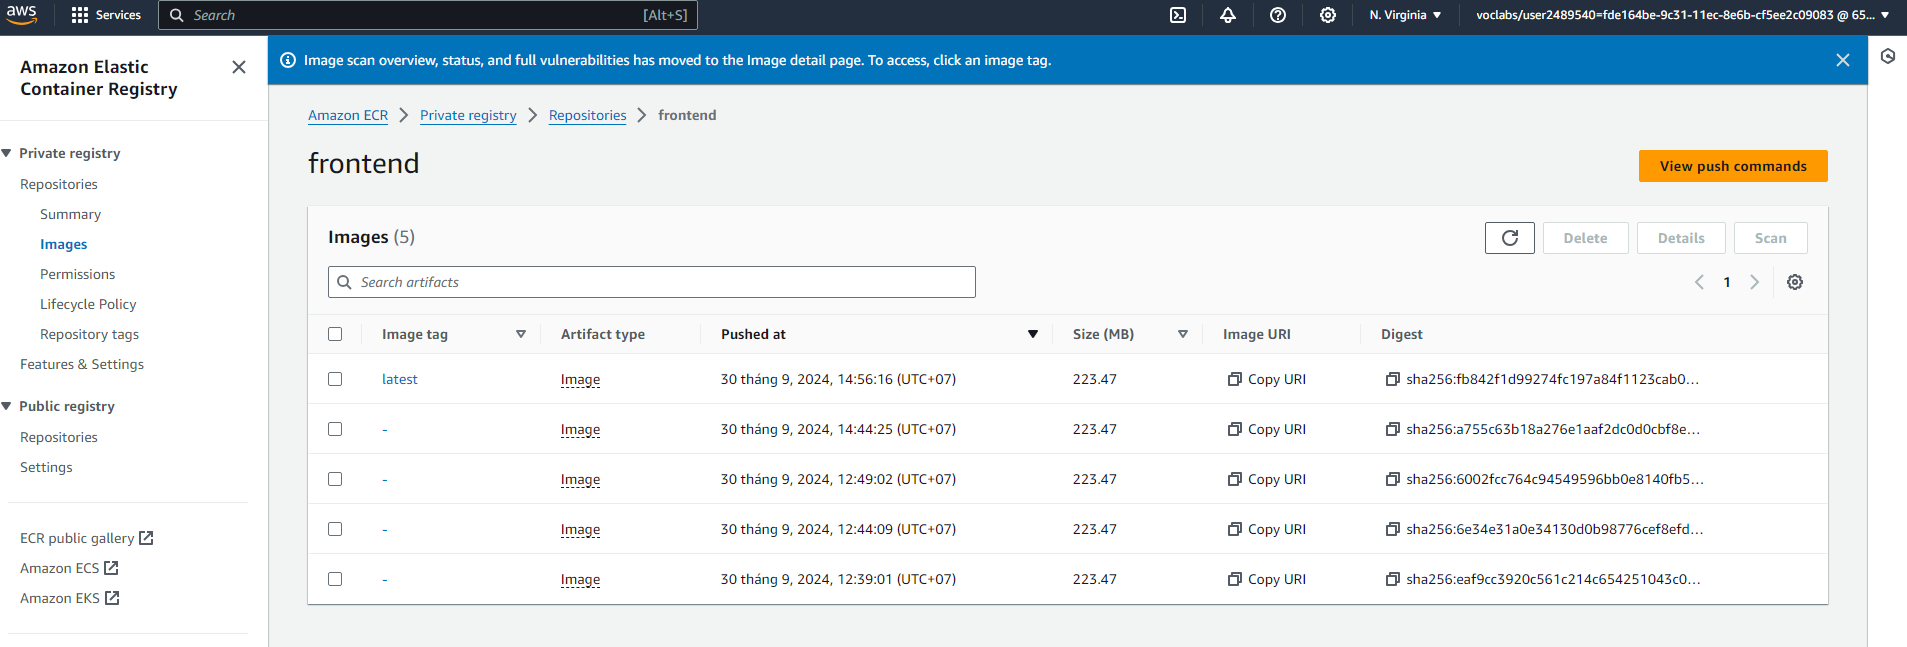 aws
Services
Search
[Alt+S]
N. Virginia
voclabs/user2489540=fde164be-9c31-11ec-8e6b-cf5ee2c09083 @ 65...
Amazon Elastic
Container Registry
Private registry
Repositories
Summary
Images
Permissions
Lifecycle Policy
Repository tags
Features & Settings
Public registry
Repositories
Settings
ECR public gallery
Amazon ECS
Amazon EKS
Image scan overview, status, and full vulnerabilities has moved to the Image detail page. To access, click an image tag.
Amazon ECR Private registry Repositories frontend
frontend
View push commands
Images (5)
Delete
Details
Scan
Search artifacts
1
Image tag Artifact type Pushed at Size (MB) Image URI Digest
latest Image 30 tháng 9, 2024, 14:56:16 (UTC+07) 223.47 Copy URI sha256:fb842f1d99274fc197a84f1123cab0...
- Image 30 tháng 9, 2024, 14:44:25 (UTC+07) 223.47 Copy URI sha256:a755c63b18a276e1aaf2dc0d0cbf8e...
- Image 30 tháng 9, 2024, 12:49:02 (UTC+07) 223.47 Copy URI sha256:6002fcc764c94549596bb0e8140fb5...
- Image 30 tháng 9, 2024, 12:44:09 (UTC+07) 223.47 Copy URI sha256:6e34e31a0e34130d0b98776cef8efd...
- Image 30 tháng 9, 2024, 12:39:01 (UTC+07) 223.47 Copy URI sha256:eaf9cc3920c561c214c654251043c0...